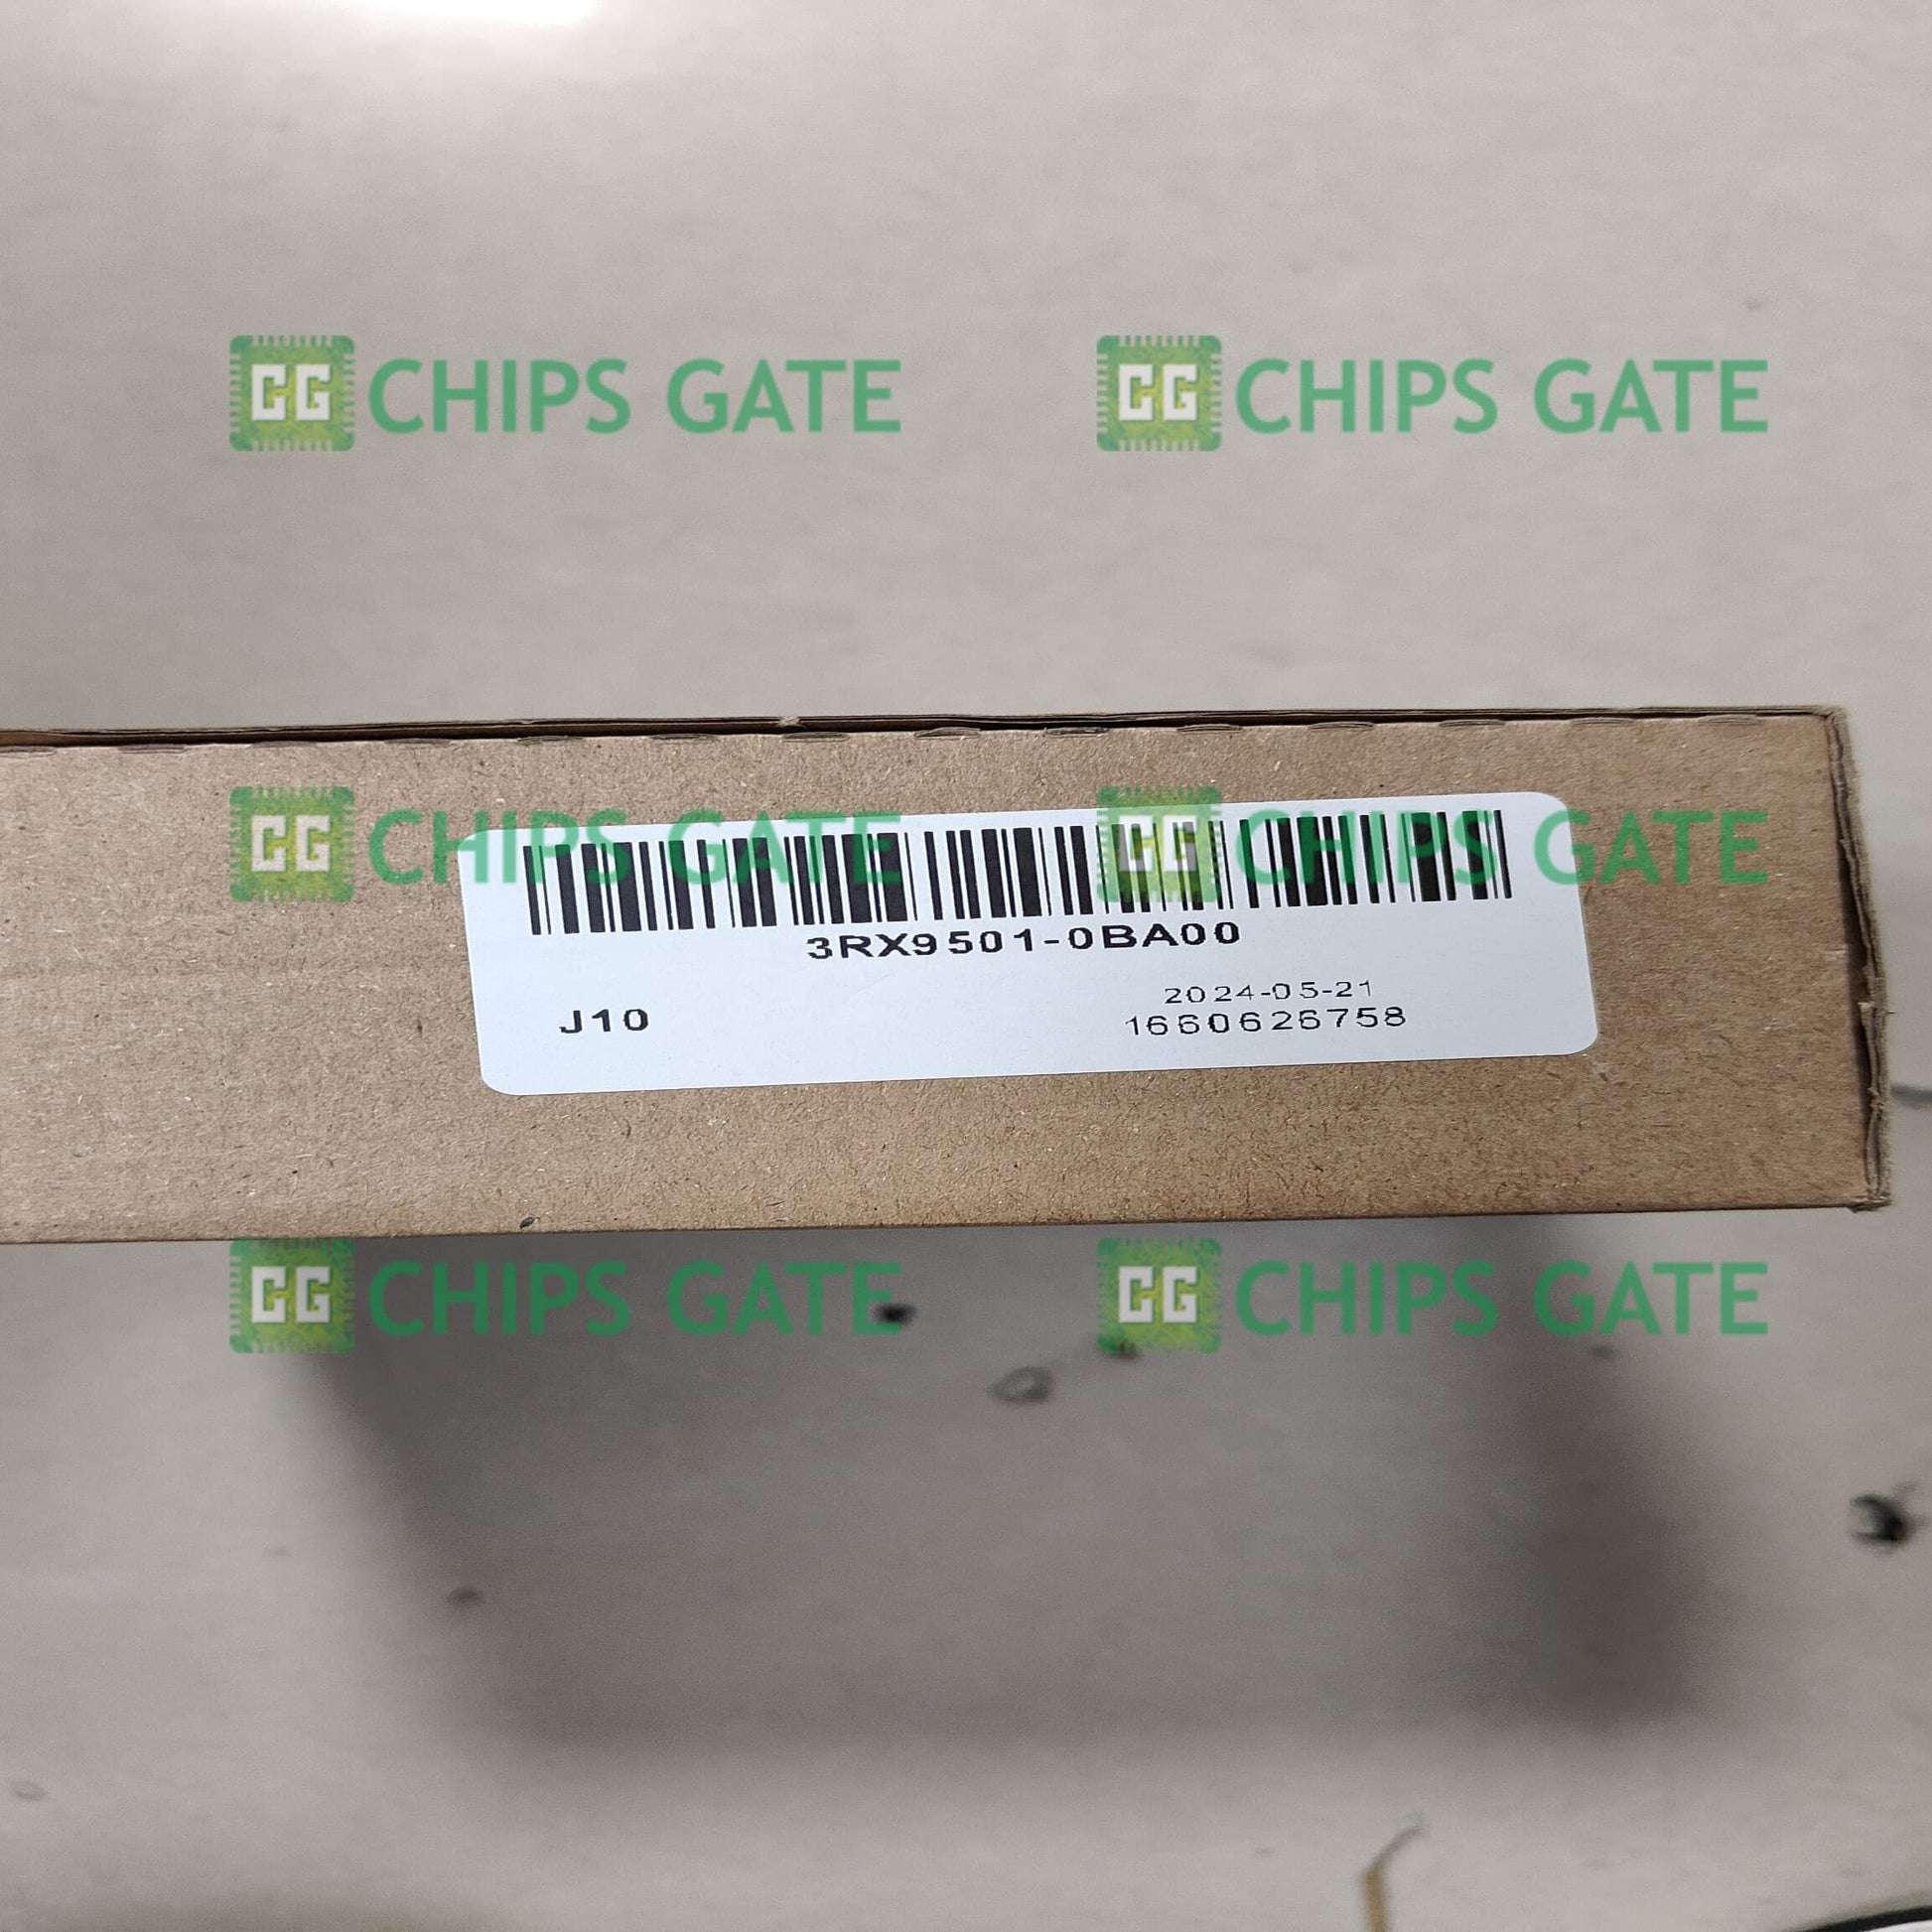 CG CHIPS GATE CG CHIPS GATE
CG CHIPS GATE CG CHIPS GATE
3RX9501-0BA00
2024-05-21
J10 1660626758
CG CHIPS GATE CG CHIPS GATE